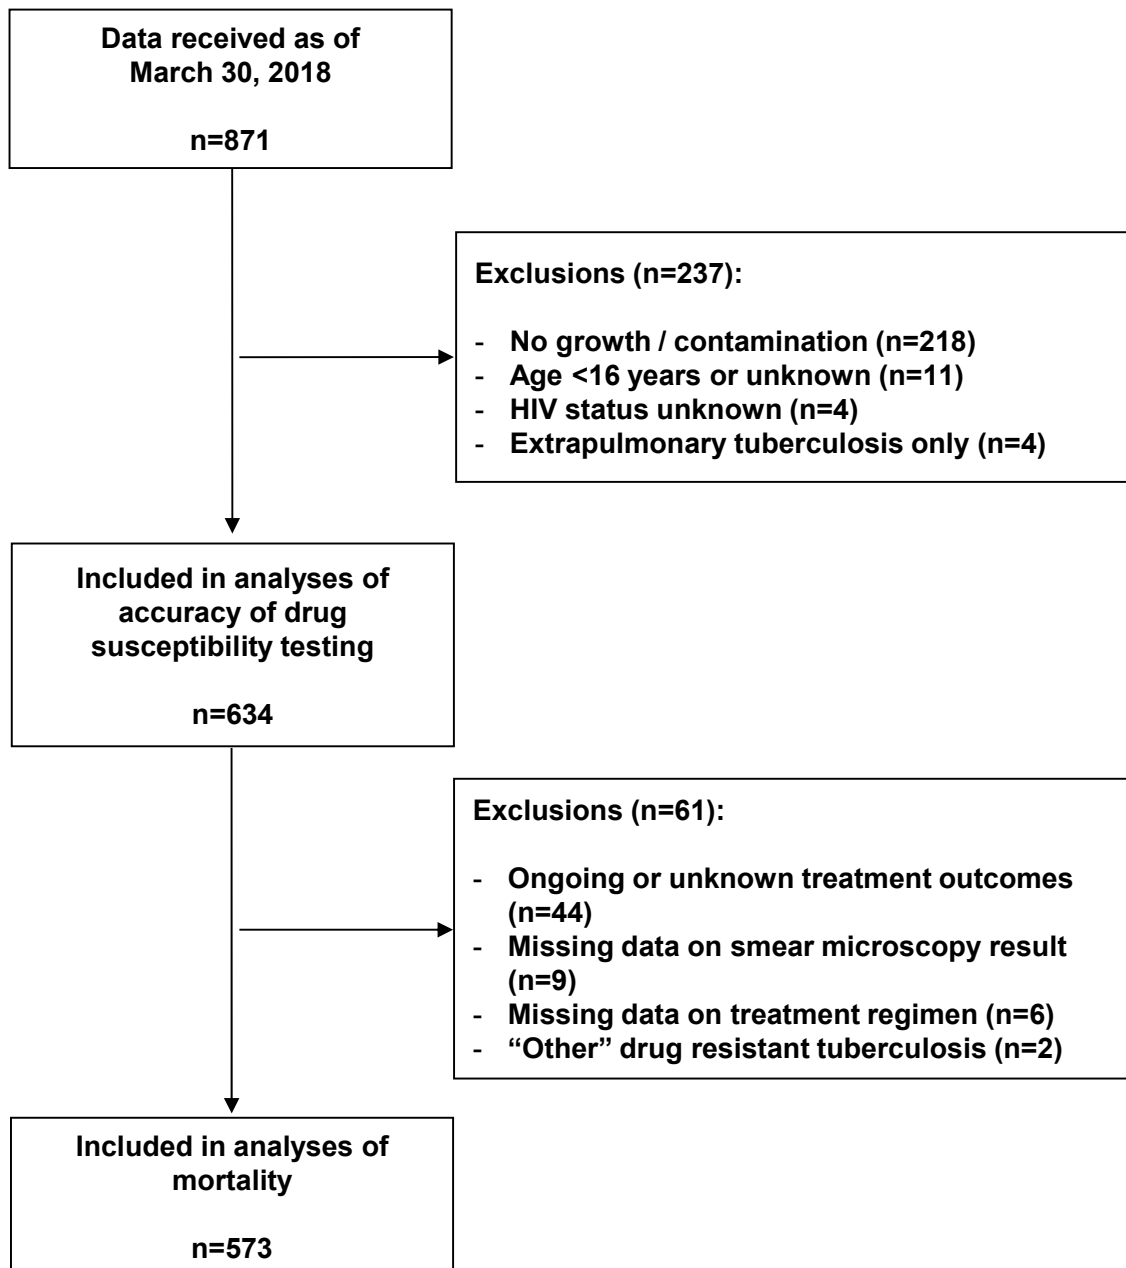 Data received as of
March 30, 2018
n=871
Exclusions (n=237):
- No growth / contamination (n=218)
- Age <16 years or unknown (n=11)
- HIV status unknown (n=4)
- Extrapulmonary tuberculosis only (n=4)
Included in analyses of
accuracy of drug
susceptibility testing
n=634
Exclusions (n=61):
- Ongoing or unknown treatment outcomes
(n=44)
- Missing data on smear microscopy result
(n=9)
- Missing data on treatment regimen (n=6)
- “Other” drug resistant tuberculosis (n=2)
Included in analyses of
mortality
n=573